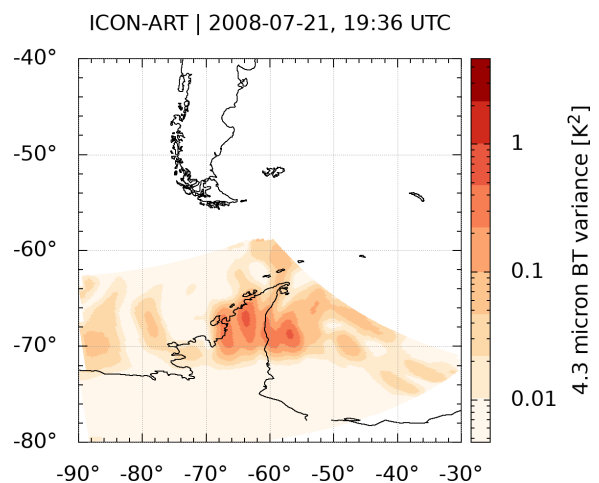 ICON-ART | 2008-07-21, 19:36 UTC
-40°
-50°
-60°
-70°
-80°
-90° -80° -70° -60° -50° -40° -30°
1
0.1
0.01
4.3 micron BT variance [K²]